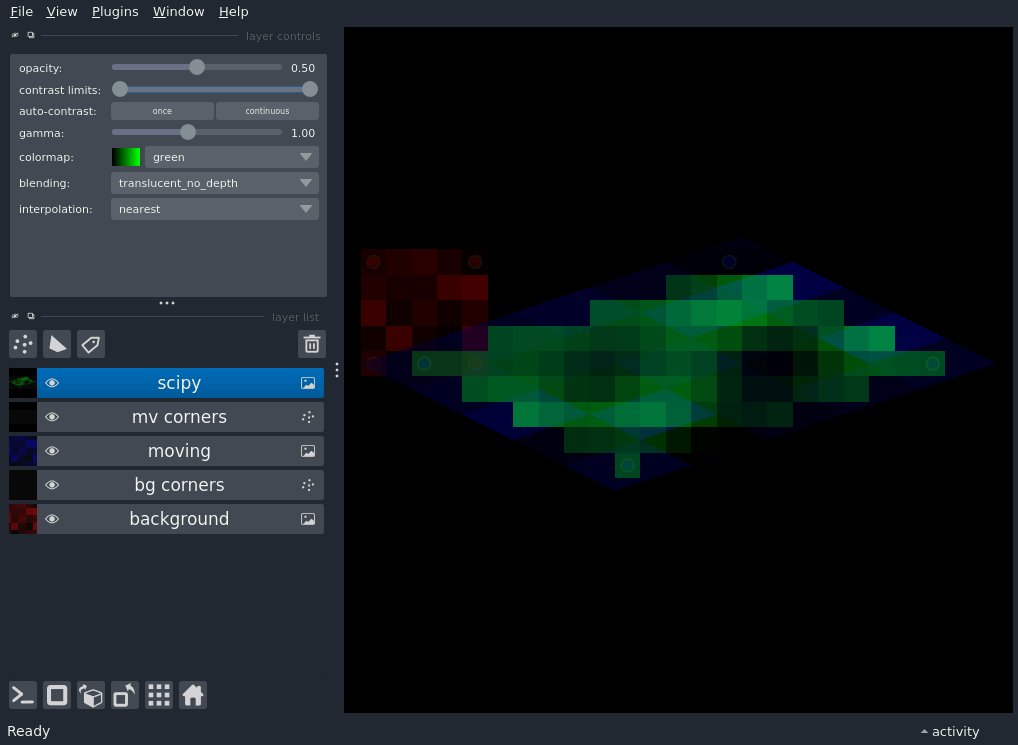 File View Plugins Window Help
layer controls
opacity: 0.50
contrast limits:
auto-contrast: once continuous
gamma: 1.00
colormap: green
blending: translucent_no_depth
interpolation: nearest
layer list
scipy
mv corners
moving
bg corners
background
Ready
activity